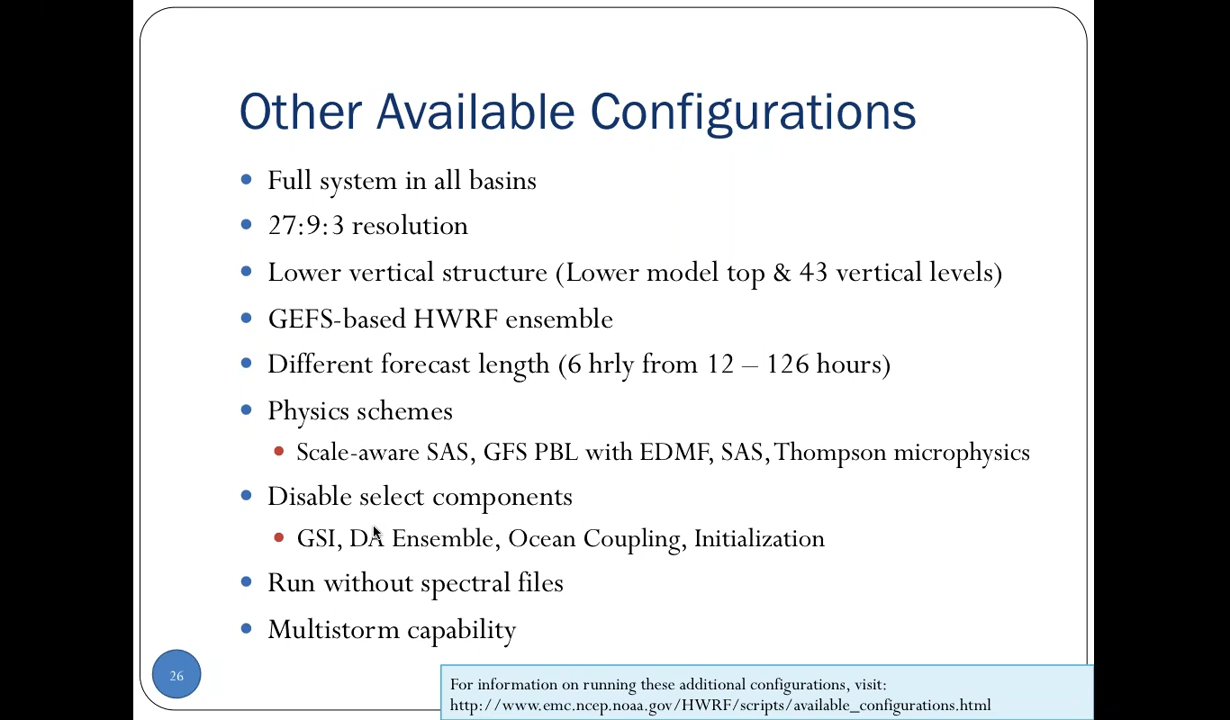 Other Available Configurations
• Full system in all basins
• 27:9:3 resolution
• Lower vertical structure (Lower model top & 43 vertical levels)
• GEFS-based HWRF ensemble
• Different forecast length (6 hrly from 12 – 126 hours)
• Physics schemes
• Scale-aware SAS, GFS PBL with EDMF, SAS, Thompson microphysics
• Disable select components
• GSI, DA Ensemble, Ocean Coupling, Initialization
• Run without spectral files
• Multistorm capability
26
For information on running these additional configurations, visit:
http://www.emc.ncep.noaa.gov/HWRF/scripts/available_configurations.html